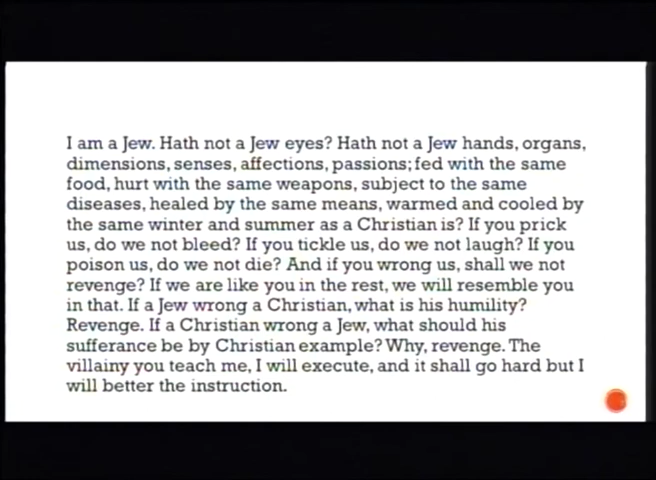 I am a Jew. Hath not a Jew eyes? Hath not a Jew hands, organs,
dimensions, senses, affections, passions; fed with the same
food, hurt with the same weapons, subject to the same
diseases, healed by the same means, warmed and cooled by
the same winter and summer as a Christian is? If you prick
us, do we not bleed? If you tickle us, do we not laugh? If you
poison us, do we not die? And if you wrong us, shall we not
revenge? If we are like you in the rest, we will resemble you
in that. If a Jew wrong a Christian, what is his humility?
Revenge. If a Christian wrong a Jew, what should his
sufferance be by Christian example? Why, revenge. The
villainy you teach me, I will execute, and it shall go hard but I
will better the instruction.